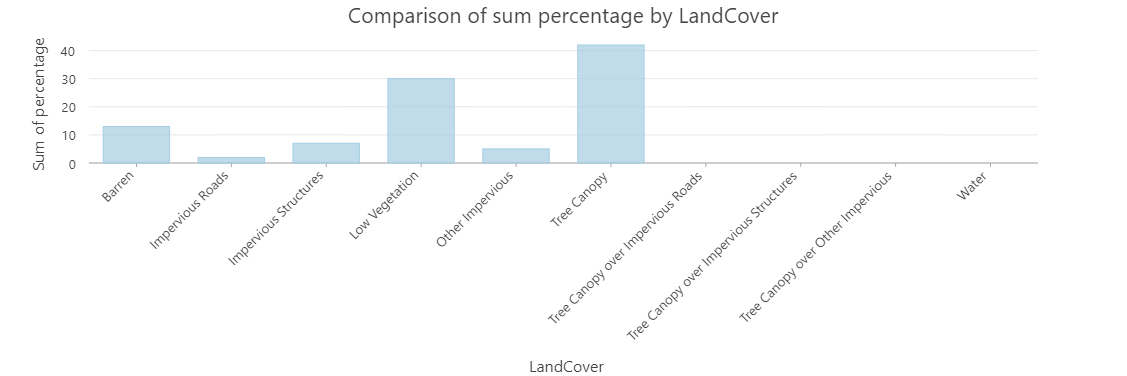 Comparison of sum percentage by LandCover
Sum of percentage
40
30
20
10
0
Barren
Impervious Roads
Impervious Structures
Low Vegetation
Other Impervious
Tree Canopy
Tree Canopy over Impervious Roads
Tree Canopy over Impervious Structures
Tree Canopy over Other Impervious
Water
LandCover